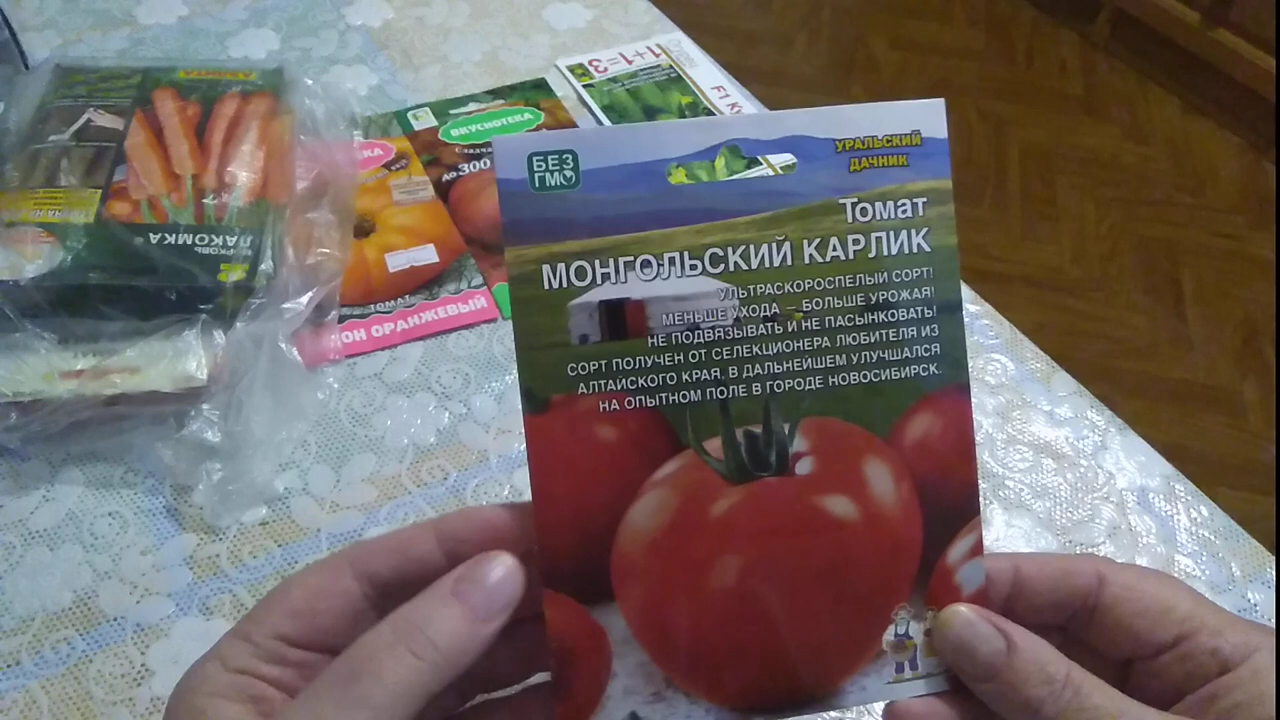 БЕЗ
ГМО
УРАЛЬСКИЙ
ДАЧНИК
Томат
МОНГОЛЬСКИЙ КАРЛИК
УЛЬТРАСКОРОСПЕЛЫЙ СОРТ!
МЕНЬШЕ УХОДА – БОЛЬШЕ УРОЖАЯ!
НЕ ПОДВЯЗЫВАТЬ И НЕ ПАСЫНКОВАТЬ!
СОРТ ПОЛУЧЕН ОТ СЕЛЕКЦИОНЕРА ЛЮБИТЕЛЯ ИЗ
АЛТАЙСКОГО КРАЯ, В ДАЛЬНЕЙШЕМ УЛУЧШАЛСЯ
НА ОПЫТНОМ ПОЛЕ В ГОРОДЕ НОВОСИБИРСК.
ВКУСНОТЕКА
до 300
ТОМАТ
ОРАНЖЕВЫЙ
1+1=3
F1
АЭЛИТА
МОРКОВЬ
ЛАКОМКА